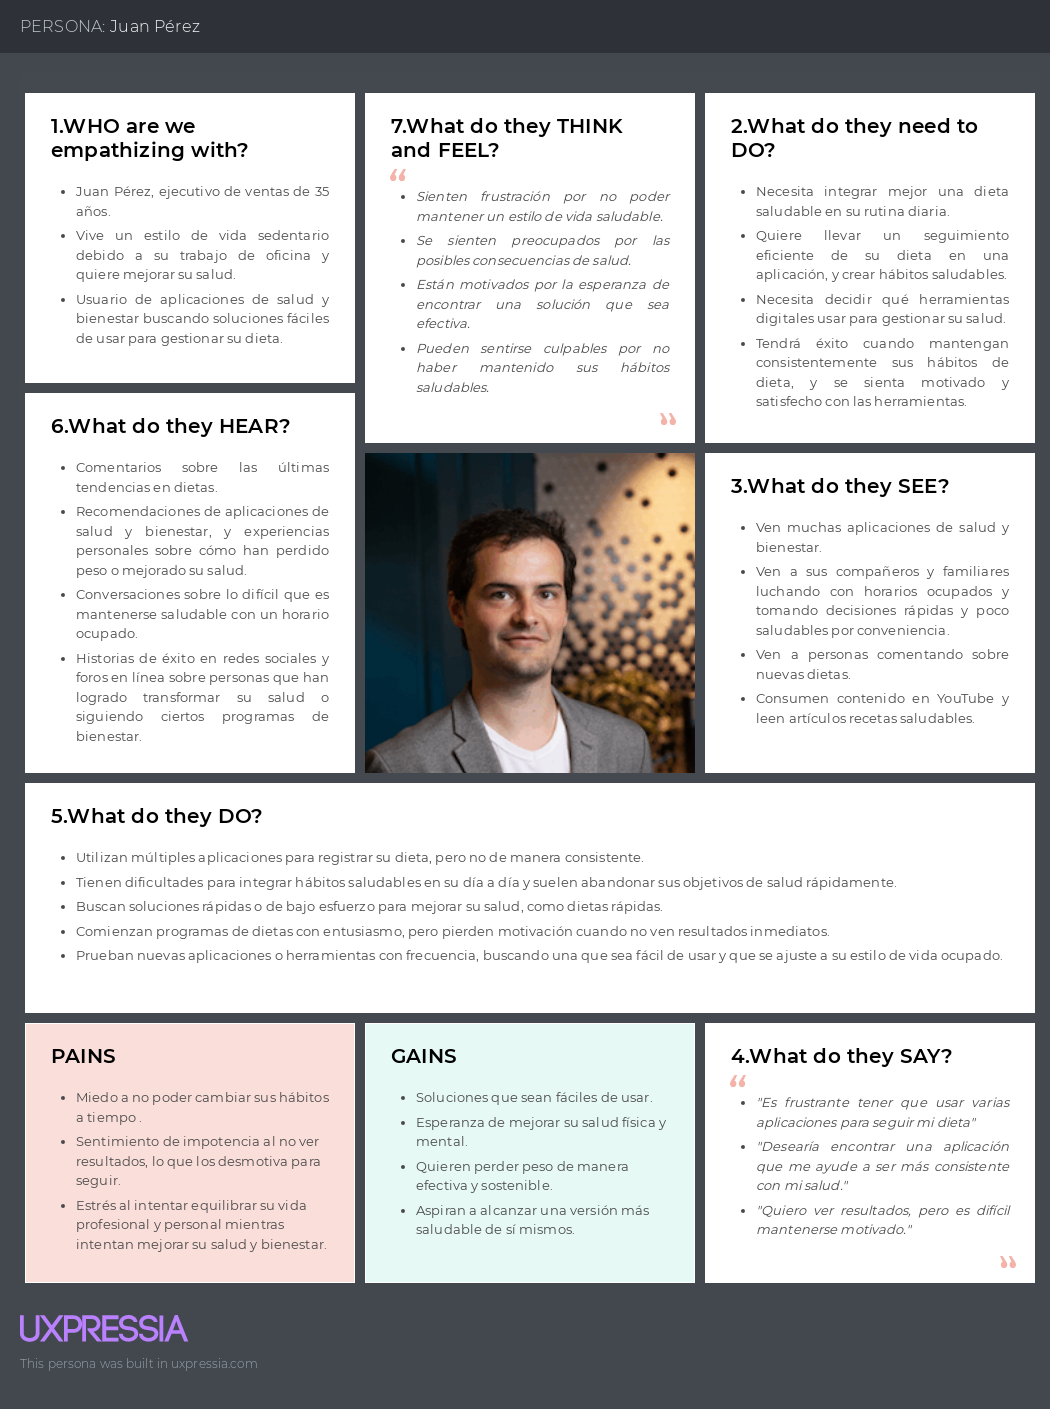 PERSONA: Juan Pérez
1.WHO are we
empathizing with?
Juan Pérez, ejecutivo de ventas de 35
años.
Vive un estilo de vida sedentario
debido a su trabajo de oficina y
quiere mejorar su salud.
Usuario de aplicaciones de salud y
bienestar buscando soluciones fáciles
de usar para gestionar su dieta.
7.What do they THINK
and FEEL?
“
Sienten frustración por no poder
mantener un estilo de vida saludable.
Se sienten preocupados por las
posibles consecuencias de salud.
Están motivados por la esperanza de
encontrar una solución que sea
efectiva.
Pueden sentirse culpables por no
haber mantenido sus hábitos
saludables.
”
2.What do they need to
DO?
Necesita integrar mejor una dieta
saludable en su rutina diaria.
Quiere llevar un seguimiento
eficiente de su dieta en una
aplicación, y crear hábitos saludables.
Necesita decidir qué herramientas
digitales usar para gestionar su salud.
Tendrá éxito cuando mantengan
consistentemente sus hábitos de
dieta, y se sienta motivado y
satisfecho con las herramientas.
6.What do they HEAR?
Comentarios sobre las últimas
tendencias en dietas.
Recomendaciones de aplicaciones de
salud y bienestar, y experiencias
personales sobre cómo han perdido
peso o mejorado su salud.
Conversaciones sobre lo difícil que es
mantenerse saludable con un horario
ocupado.
Historias de éxito en redes sociales y
foros en línea sobre personas que han
logrado transformar su salud o
siguiendo ciertos programas de
bienestar.
3.What do they SEE?
Ven muchas aplicaciones de salud y
bienestar.
Ven a sus compañeros y familiares
luchando con horarios ocupados y
tomando decisiones rápidas y poco
saludables por conveniencia.
Ven a personas comentando sobre
nuevas dietas.
Consumen contenido en YouTube y
leen artículos recetas saludables.
5.What do they DO?
Utilizan múltiples aplicaciones para registrar su dieta, pero no de manera consistente.
Tienen dificultades para integrar hábitos saludables en su día a día y suelen abandonar sus objetivos de salud rápidamente.
Buscan soluciones rápidas o de bajo esfuerzo para mejorar su salud, como dietas rápidas.
Comienzan programas de dietas con entusiasmo, pero pierden motivación cuando no ven resultados inmediatos.
Prueban nuevas aplicaciones o herramientas con frecuencia, buscando una que sea fácil de usar y que se ajuste a su estilo de vida ocupado.
PAINS
Miedo a no poder cambiar sus hábitos
a tiempo .
Sentimiento de impotencia al no ver
resultados, lo que los desmotiva para
seguir.
Estrés al intentar equilibrar su vida
profesional y personal mientras
intentan mejorar su salud y bienestar.
GAINS
Soluciones que sean fáciles de usar.
Esperanza de mejorar su salud física y
mental.
Quieren perder peso de manera
efectiva y sostenible.
Aspiran a alcanzar una versión más
saludable de sí mismos.
4.What do they SAY?
“
"Es frustrante tener que usar varias
aplicaciones para seguir mi dieta"
"Desearía encontrar una aplicación
que me ayude a ser más consistente
con mi salud."
"Quiero ver resultados, pero es difícil
mantenerse motivado."
”
UXPRESSIA
This persona was built in uxpressia.com